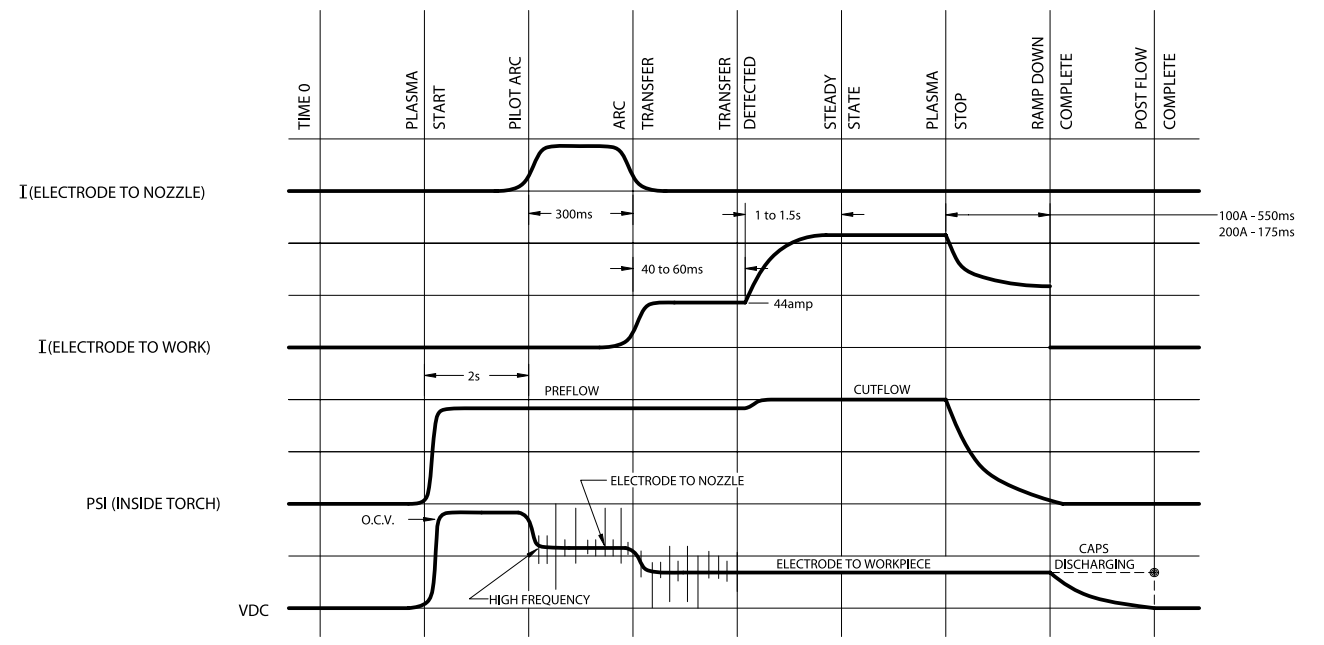 TIME 0
PLASMA
START
PILOT ARC
ARC
TRANSFER
TRANSFER
DETECTED
STEADY
STATE
PLASMA
STOP
RAMP DOWN
COMPLETE
POST FLOW
COMPLETE
I (ELECTRODE TO NOZZLE)
300ms
1 to 1.5s
100A - 550ms
200A - 175ms
40 to 60ms
44amp
I (ELECTRODE TO WORK)
2s
PREFLOW
CUTFLOW
ELECTRODE TO NOZZLE
PSI (INSIDE TORCH)
O.C.V.
CAPS
DISCHARGING
ELECTRODE TO WORKPIECE
HIGH FREQUENCY
VDC